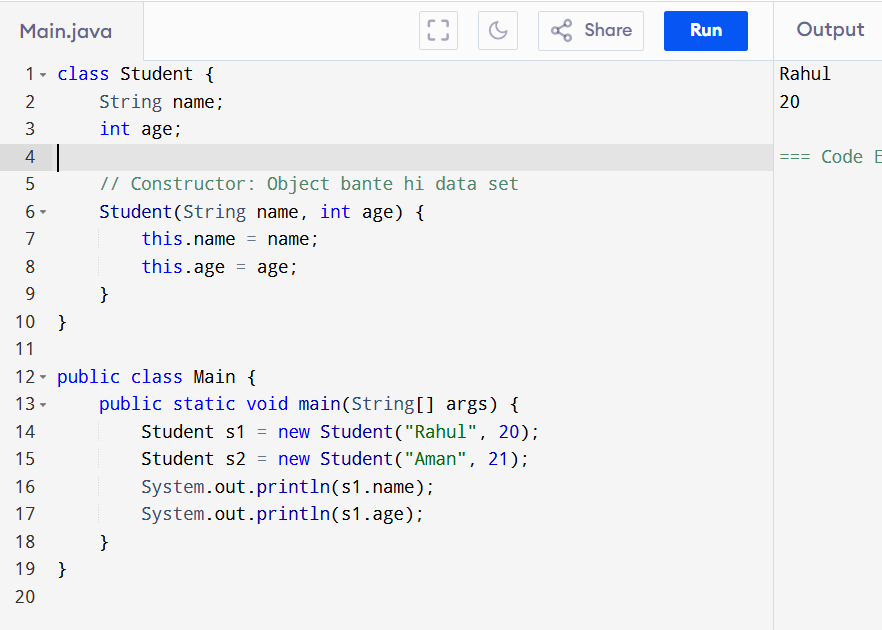 Main.java
Share
Run
Output
1 class Student {
2     String name;
3     int age;
4
5     // Constructor: Object bante hi data set
6     Student(String name, int age) {
7         this.name = name;
8         this.age = age;
9     }
10 }
11
12 public class Main {
13     public static void main(String[] args) {
14         Student s1 = new Student("Rahul", 20);
15         Student s2 = new Student("Aman", 21);
16         System.out.println(s1.name);
17         System.out.println(s1.age);
18     }
19 }
20
Rahul
20
=== Code E